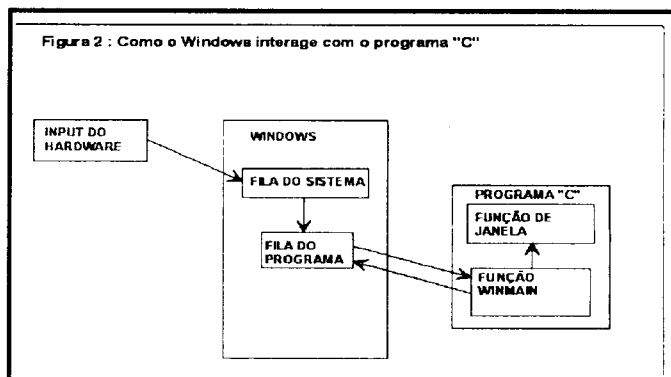 Figura 2 : Como o Windows interage com o programa "C"
INPUT DO
HARDWARE
WINDOWS
FILA DO SISTEMA
FILA DO
PROGRAMA
PROGRAMA "C"
FUNÇÃO DE
JANELA
FUNÇÃO
WINMAIN